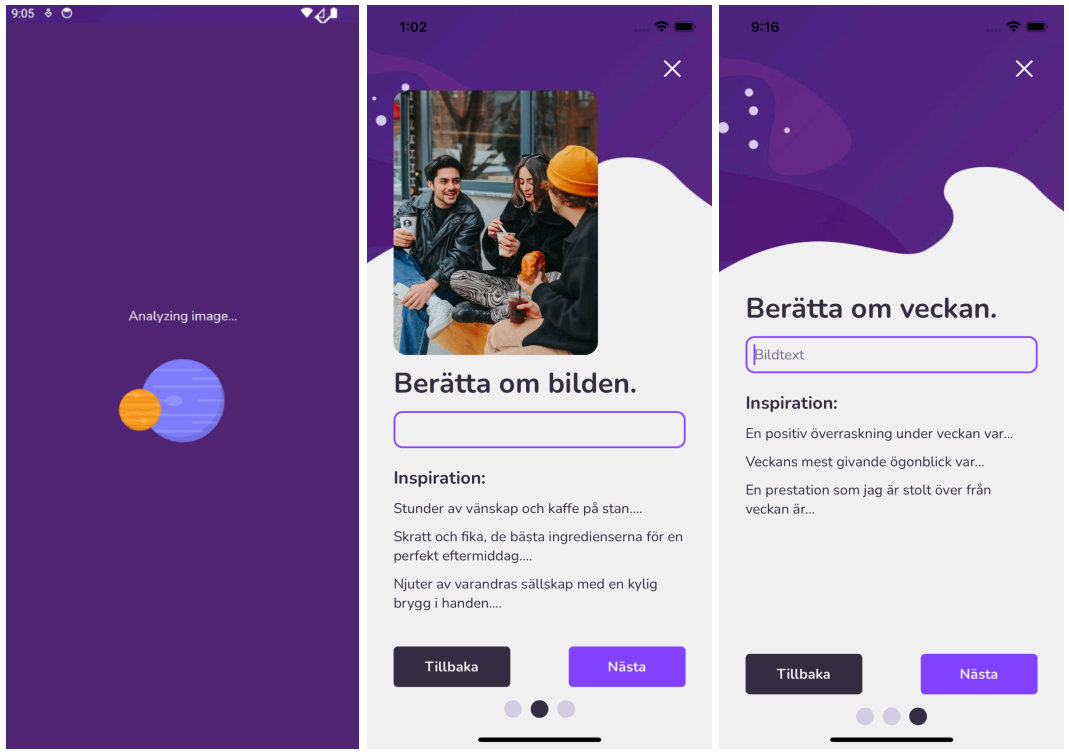 9:05
Analyzing image...
1:02
Berätta om bilden.
Inspiration:
Stunder av vänskap och kaffe på stan....
Skratt och fika, de bästa ingredienserna för en
perfekt eftermiddag....
Njuter av varandras sällskap med en kylig
brygg i handen....
Tillbaka
Nästa
9:16
Berätta om veckan.
Bildtext
Inspiration:
En positiv överraskning under veckan var...
Veckans mest givande ögonblick var...
En prestation som jag är stolt över från
veckan är...
Tillbaka
Nästa